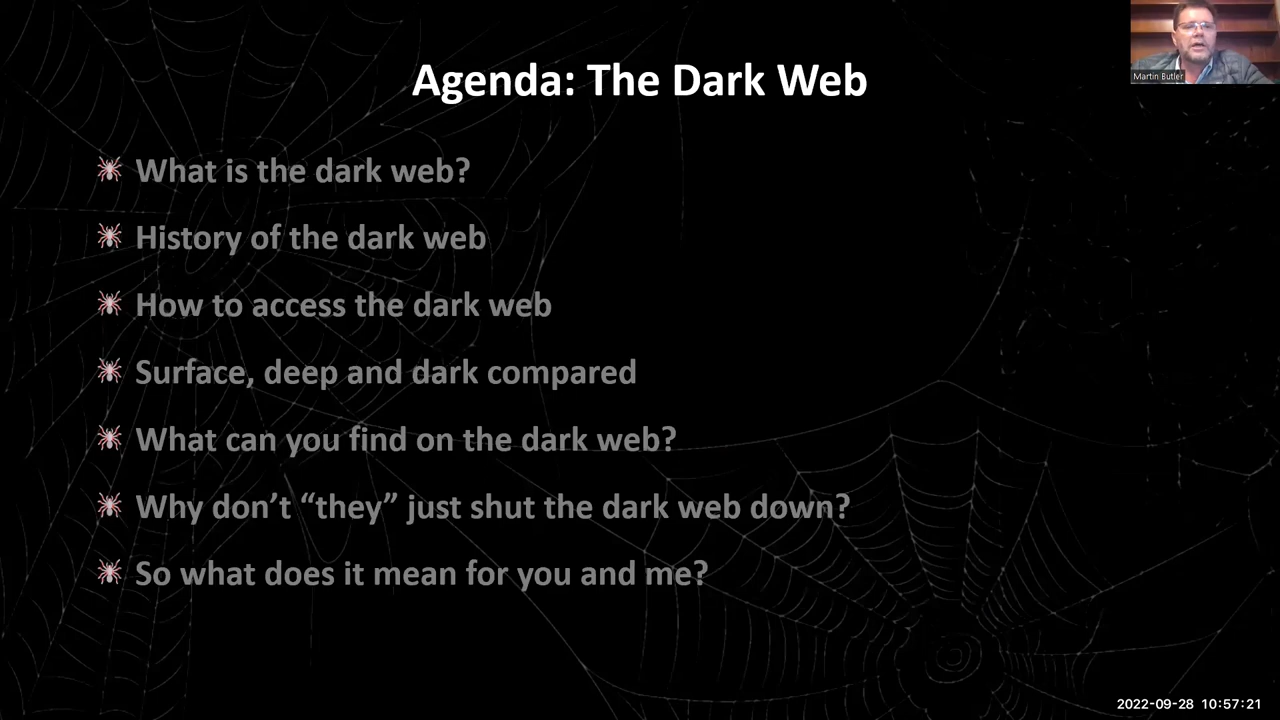 Agenda: The Dark Web
Martin Butler
What is the dark web?
History of the dark web
How to access the dark web
Surface, deep and dark compared
What can you find on the dark web?
Why don’t “they” just shut the dark web down?
So what does it mean for you and me?
2022-09-28 10:57:21